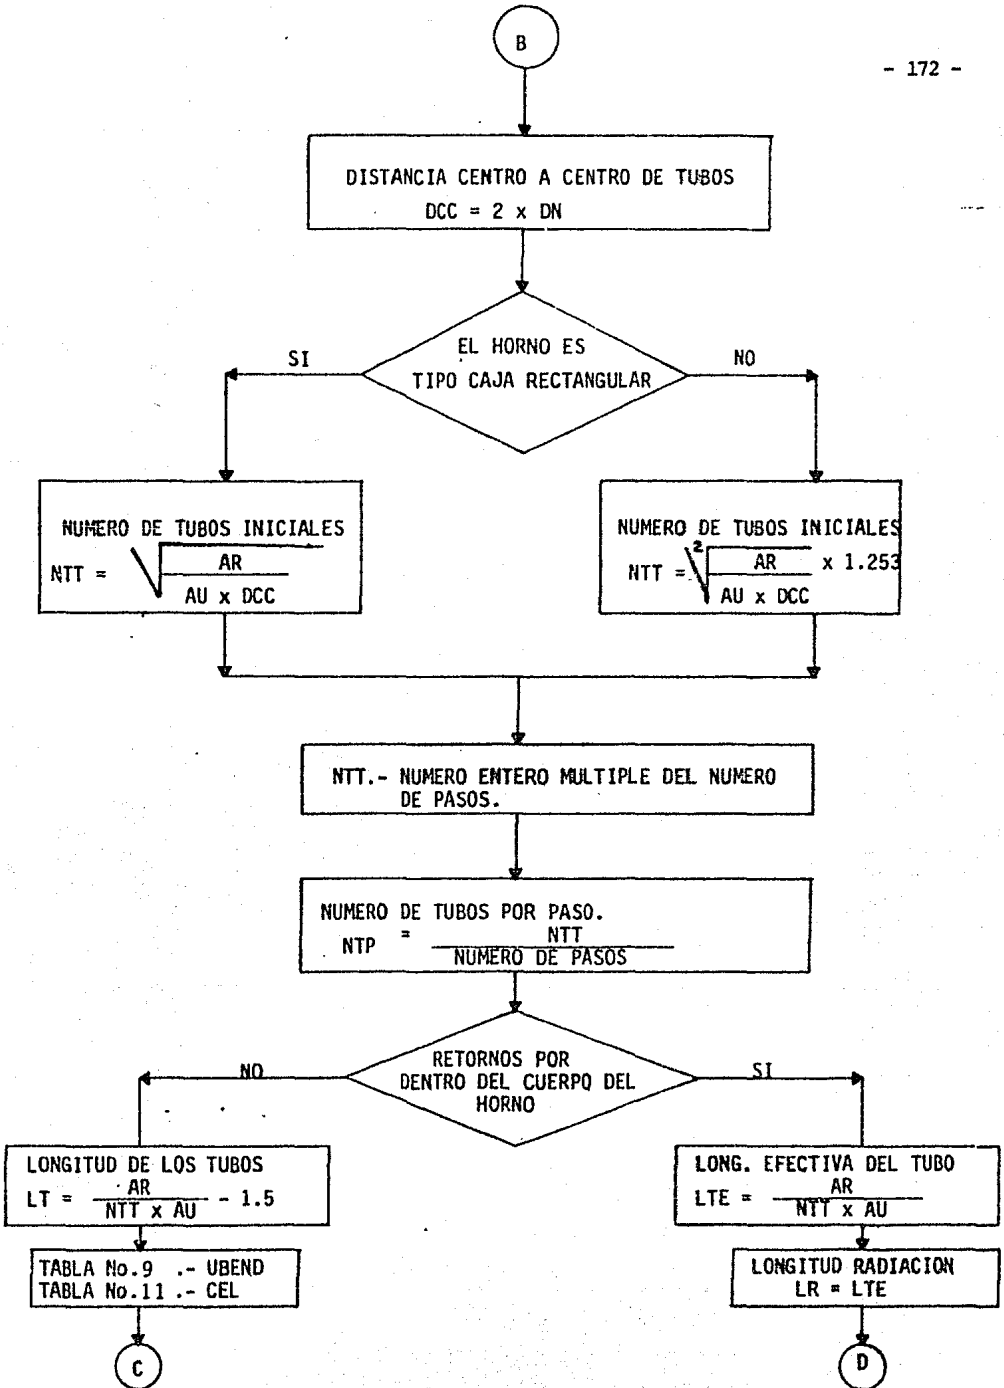 B
- 172 -
DISTANCIA CENTRO A CENTRO DE TUBOS
DCC = 2 x DN
EL HORNO ES
TIPO CAJA RECTANGULAR
SI
NO
NUMERO DE TUBOS INICIALES
NTT = √ AR
AU x DCC
NUMERO DE TUBOS INICIALES
NTT = 2√ AR x 1.253
AU x DCC
NTT.- NUMERO ENTERO MULTIPLE DEL NUMERO
DE PASOS.
NUMERO DE TUBOS POR PASO.
NTP = NTT
NUMERO DE PASOS
RETORNOS POR
DENTRO DEL CUERPO DEL
HORNO
NO
SI
LONGITUD DE LOS TUBOS
LT = AR - 1.5
NTT x AU
TABLA No.9 .- UBEND
TABLA No.11 .- CEL
C
LONG. EFECTIVA DEL TUBO
LTE = AR
NTT x AU
LONGITUD RADIACION
LR = LTE
D